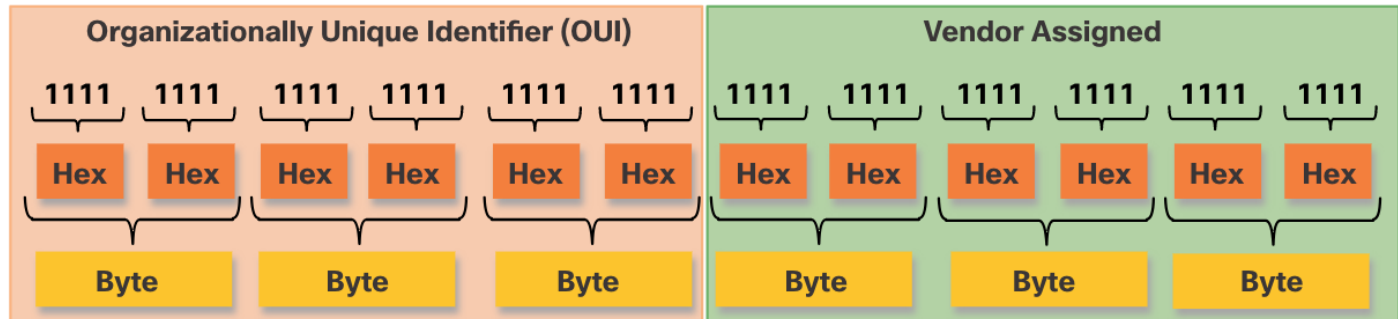 Organizationally Unique Identifier (OUI) Vendor Assigned
1111 1111 1111 1111 1111 1111 1111 1111 1111 1111 1111 1111
Hex Hex Hex Hex Hex Hex Hex Hex Hex Hex Hex Hex
Byte Byte Byte Byte Byte Byte